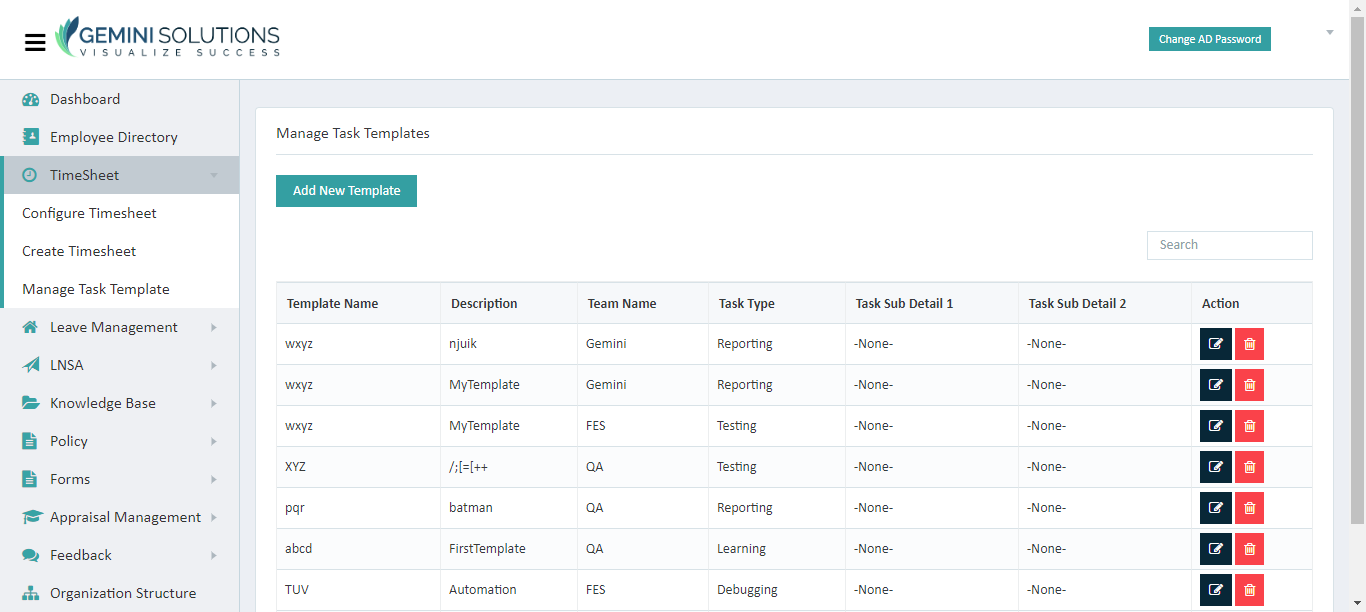 GEMINI SOLUTIONS
VISUALIZE SUCCESS
Change AD Password
Dashboard
Employee Directory
TimeSheet
Configure Timesheet
Create Timesheet
Manage Task Template
Leave Management
LNSA
Knowledge Base
Policy
Forms
Appraisal Management
Feedback
Organization Structure
Manage Task Templates
Add New Template
Search
Template Name Description Team Name Task Type Task Sub Detail 1 Task Sub Detail 2 Action
wxyz njuik Gemini Reporting -None- -None-
wxyz MyTemplate Gemini Reporting -None- -None-
wxyz MyTemplate FES Testing -None- -None-
XYZ /;[=[++ QA Testing -None- -None-
pqr batman QA Reporting -None- -None-
abcd FirstTemplate QA Learning -None- -None-
TUV Automation FES Debugging -None- -None-